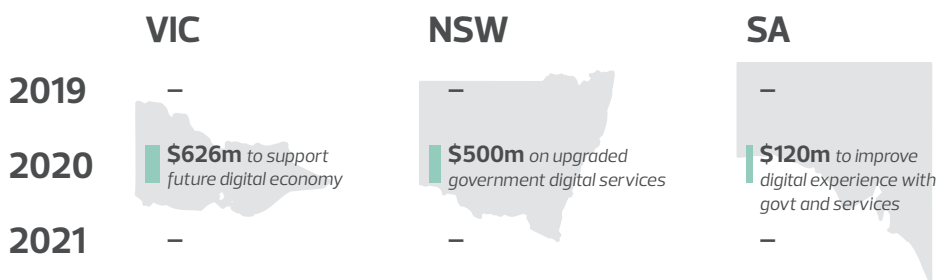 VIC NSW SA
2019 – – –
2020
$626m to support
future digital economy
$500m on upgraded
government digital services
$120m to improve
digital experience with
govt and services
2021 – – –